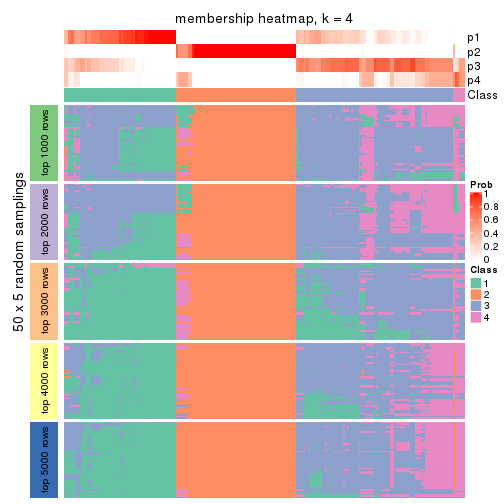 membership heatmap, k = 4
p1
p2
p3
p4
Class
50 x 5 random samplings
top 1000 rows
top 2000 rows
top 3000 rows
top 4000 rows
top 5000 rows
Prob
1
0.8
0.6
0.4
0.2
0
Class
1
2
3
4